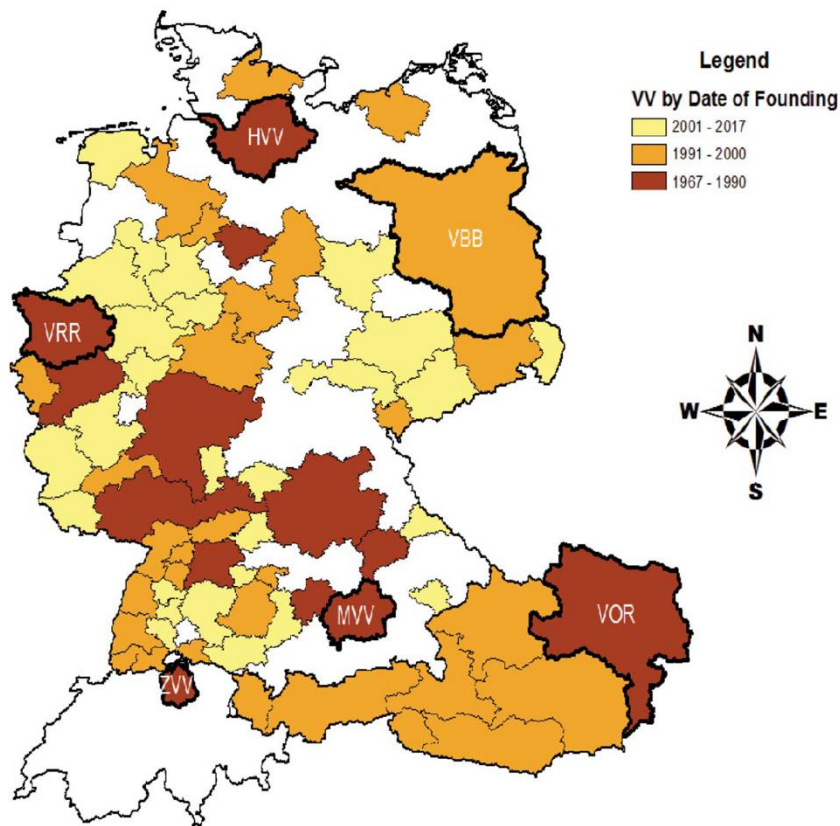 Legend
VV by Date of Founding
2001 - 2017
1991 - 2000
1967 - 1990
HVV
VBB
VRR
N
W E
S
MVV
VOR
ZVV